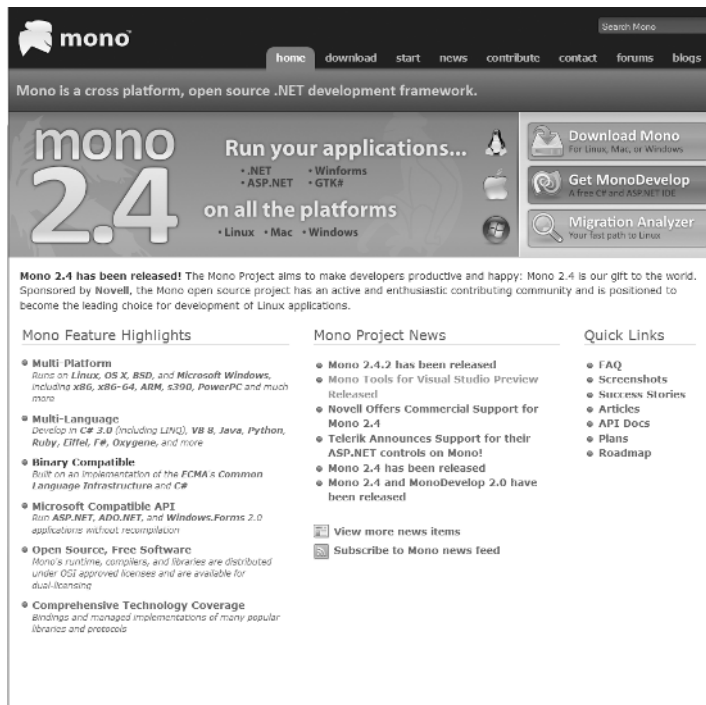 mono
Search Mono
home download start news contribute contact forums blogs
Mono is a cross platform, open source .NET development framework.
mono
2.4
Run your applications...
• .NET • Winforms
• ASP.NET • GTK#
on all the platforms
• Linux • Mac • Windows
Download Mono
For Linux, Mac, or Windows
Get MonoDevelop
A free C# and ASP.NET IDE
Migration Analyzer
Your fast path to Linux
Mono 2.4 has been released! The Mono Project aims to make developers productive and happy: Mono 2.4 is our gift to the world.
Sponsored by Novell, the Mono open source project has an active and enthusiastic contributing community and is positioned to
become the leading choice for development of Linux applications.
Mono Feature Highlights
Multi-Platform
Runs on Linux, OS X, BSD, and Microsoft Windows,
including x86, x86-64, ARM, s390, PowerPC and much
more
Multi-Language
Develop in C# 3.0 (including LINQ), VB 8, Java, Python,
Ruby, Eiffel, F#, Oxygene, and more
Binary Compatible
Built on an implementation of the ECMA's Common
Language Infrastructure and C#
Microsoft Compatible API
Run ASP.NET, ADO.NET, and Windows.Forms 2.0
applications without recompilation
Open Source, Free Software
Mono's runtime, compilers, and libraries are distributed
under OSI approved licenses and are available for
dual-licensing
Comprehensive Technology Coverage
Bindings and managed implementations of many popular
libraries and protocols
Mono Project News
Mono 2.4.2 has been released
Mono Tools for Visual Studio Preview
Released
Novell Offers Commercial Support for
Mono 2.4
Telerik Announces Support for their
ASP.NET controls on Mono!
Mono 2.4 has been released
Mono 2.4 and MonoDevelop 2.0 have
been released
View more news items
Subscribe to Mono news feed
Quick Links
FAQ
Screenshots
Success Stories
Articles
API Docs
Plans
Roadmap